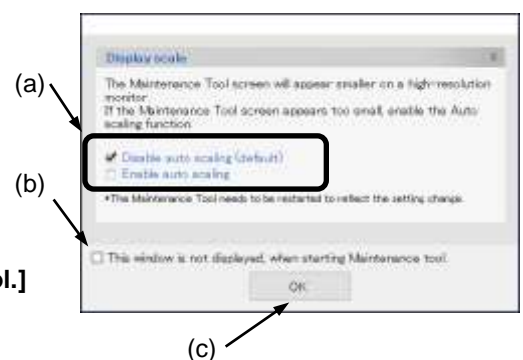 Display scale
The Maintenance Tool screen will appear smaller on a high-resolution
monitor.
If the Maintenance Tool screen appears too small, enable the Auto
scaling function.
(a)
Disable auto scaling (default)
Enable auto scaling
*The Maintenance Tool needs to be restarted to reflect the setting change.
(b)
This window is not displayed, when starting Maintenance tool.
ol.]
OK
(c)